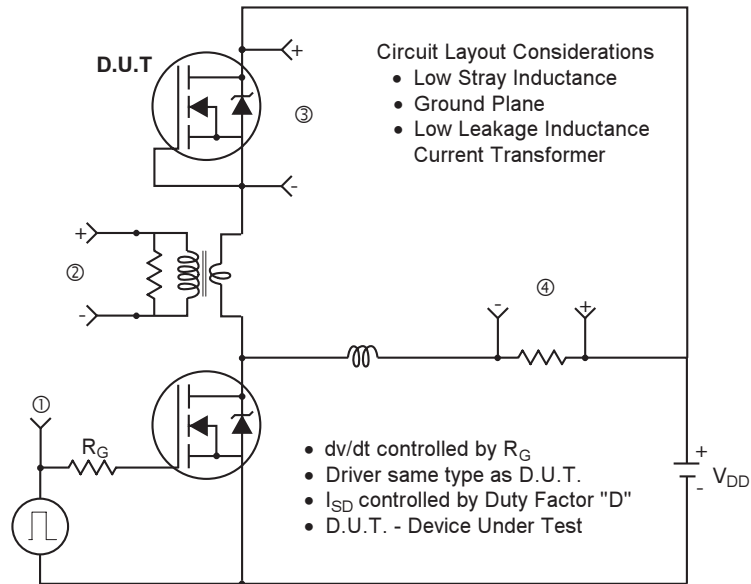 D.U.T
+
③
-
Circuit Layout Considerations
• Low Stray Inductance
• Ground Plane
• Low Leakage Inductance
Current Transformer
+
②
-
-
④
+
①
R_G
• dv/dt controlled by R_G
• Driver same type as D.U.T.
• I_SD controlled by Duty Factor "D"
• D.U.T. - Device Under Test
+
V_DD
-